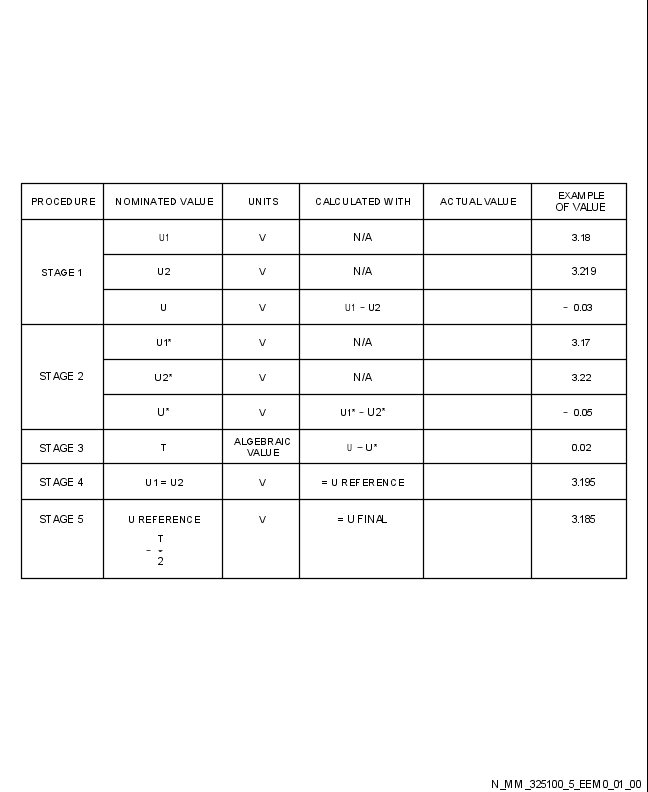 PROCEDURE NOMINATED VALUE UNITS CALCULATED WITH ACTUAL VALUE EXAMPLE
OF VALUE
STAGE 1
U1 V N/A 3.18
U2 V N/A 3.219
U V U1 - U2 - 0.03
STAGE 2
U1* V N/A 3.17
U2* V N/A 3.22
U* V U1* - U2* - 0.05
STAGE 3 T ALGEBRAIC
VALUE U - U* 0.02
STAGE 4 U1 = U2 V = U REFERENCE 3.195
STAGE 5 U REFERENCE V = U FINAL 3.185
T
- -
2
N_MM_325100_5_EEM0_01_00